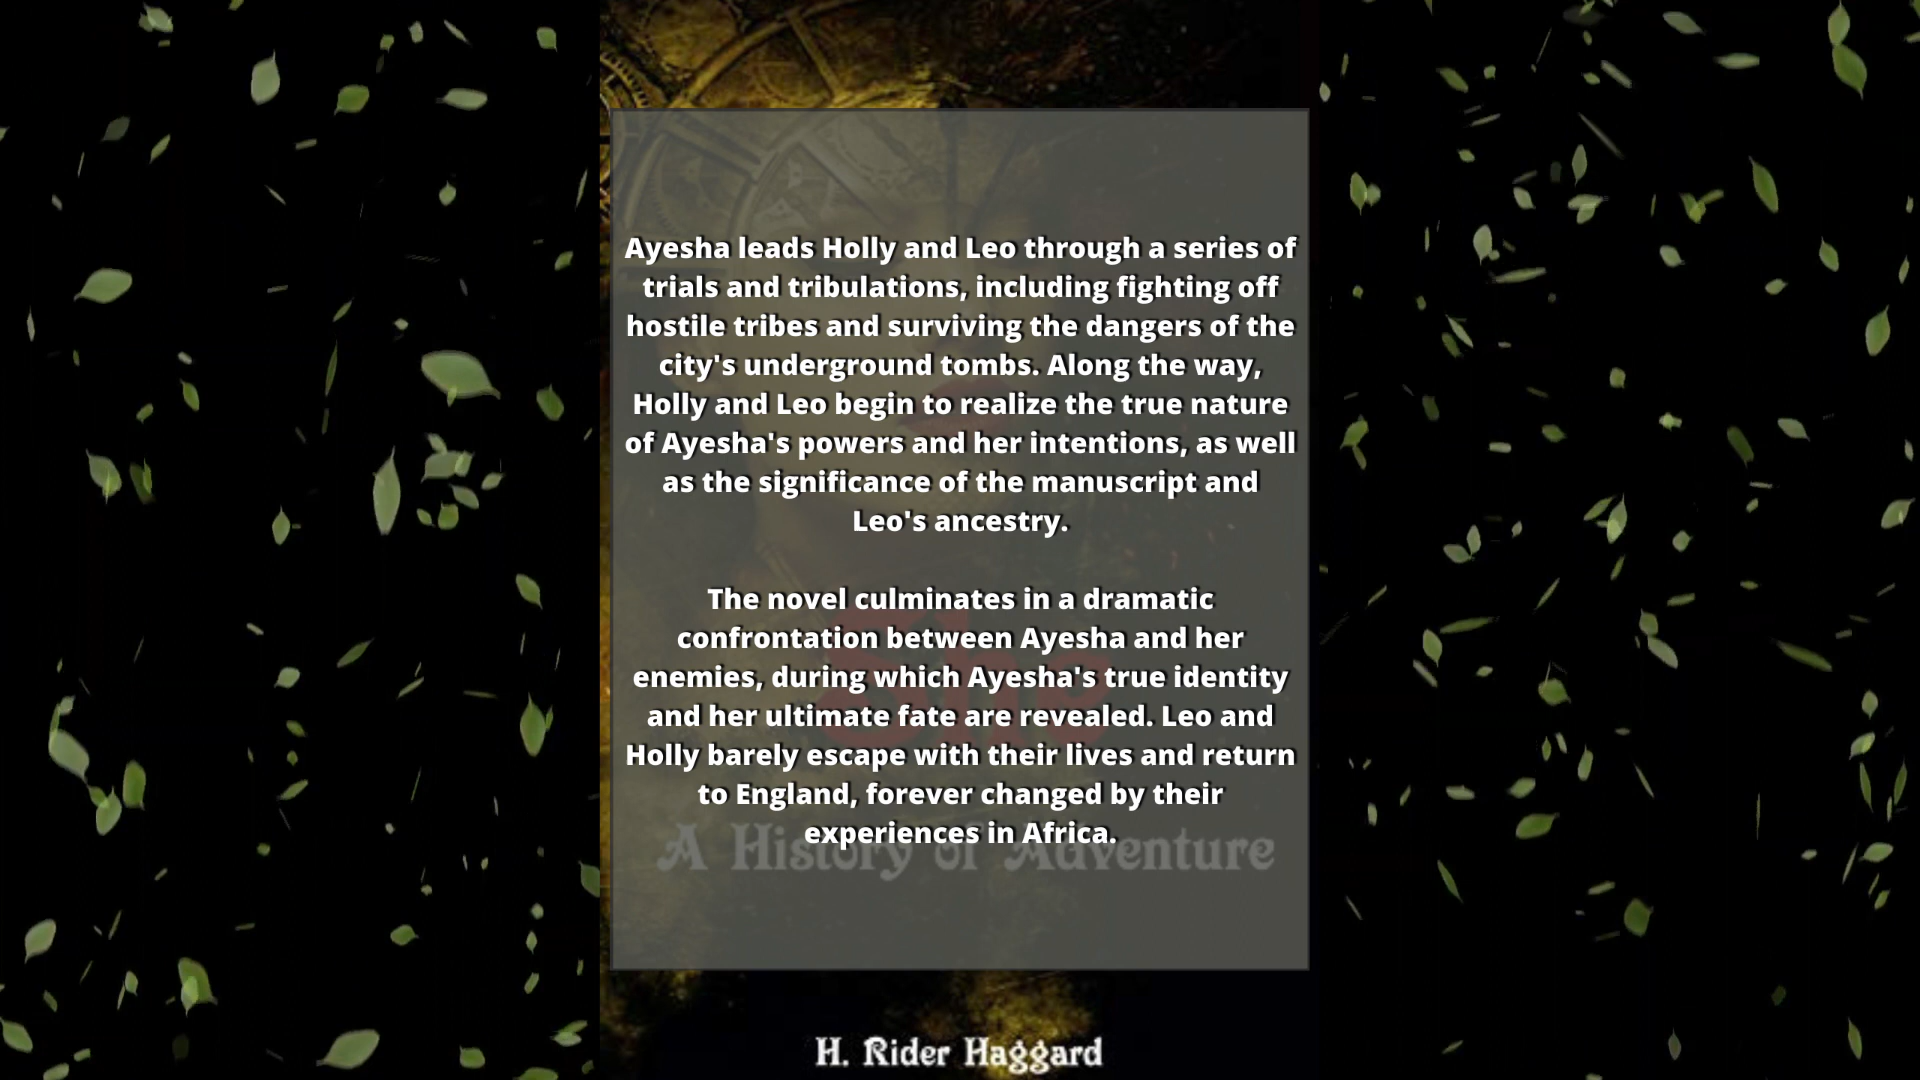 Ayesha leads Holly and Leo through a series of
trials and tribulations, including fighting off
hostile tribes and surviving the dangers of the
city's underground tombs. Along the way,
Holly and Leo begin to realize the true nature
of Ayesha's powers and her intentions, as well
as the significance of the manuscript and
Leo's ancestry.
The novel culminates in a dramatic
confrontation between Ayesha and her
enemies, during which Ayesha's true identity
and her ultimate fate are revealed. Leo and
Holly barely escape with their lives and return
to England, forever changed by their
experiences in Africa.
She
A History of Adventure
H. Rider Haggard